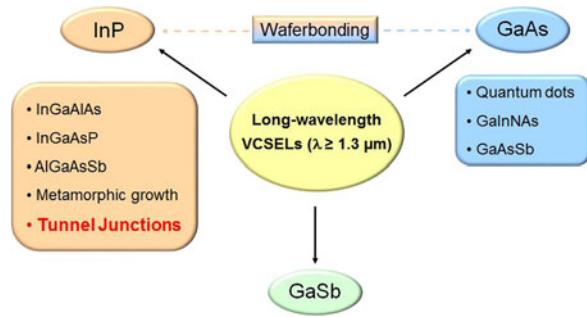 InP
Waferbonding
GaAs
• InGaAlAs
• InGaAsP
• AlGaAsSb
• Metamorphic growth
• Tunnel Junctions
Long-wavelength
VCSELs (λ ≥ 1.3 µm)
• Quantum dots
• GaInNAs
• GaAsSb
GaSb